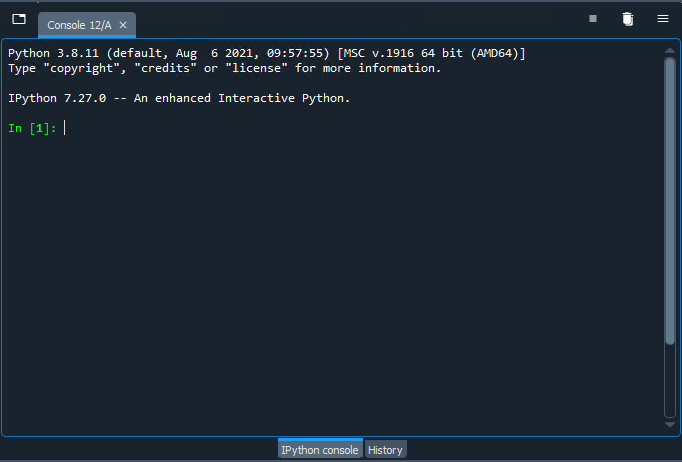 Console 12/A
Python 3.8.11 (default, Aug  6 2021, 09:57:55) [MSC v.1916 64 bit (AMD64)]
Type "copyright", "credits" or "license" for more information.
IPython 7.27.0 -- An enhanced Interactive Python.
In [1]:
IPython console History